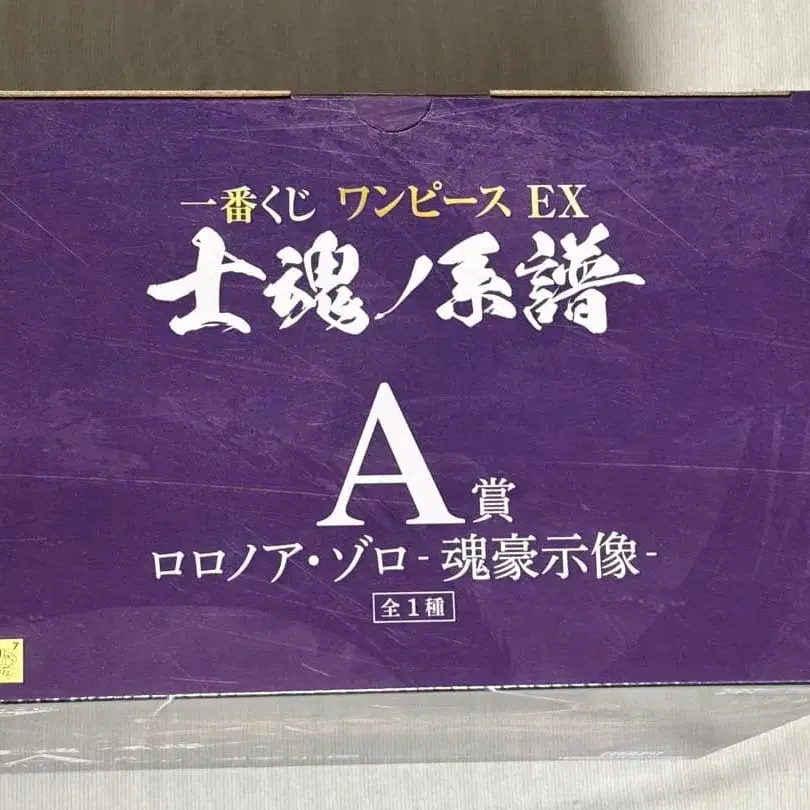 一番くじ ワンピース EX
士魂ノ系譜
A賞
ロロノア・ゾロ-魂豪示像-
全1種